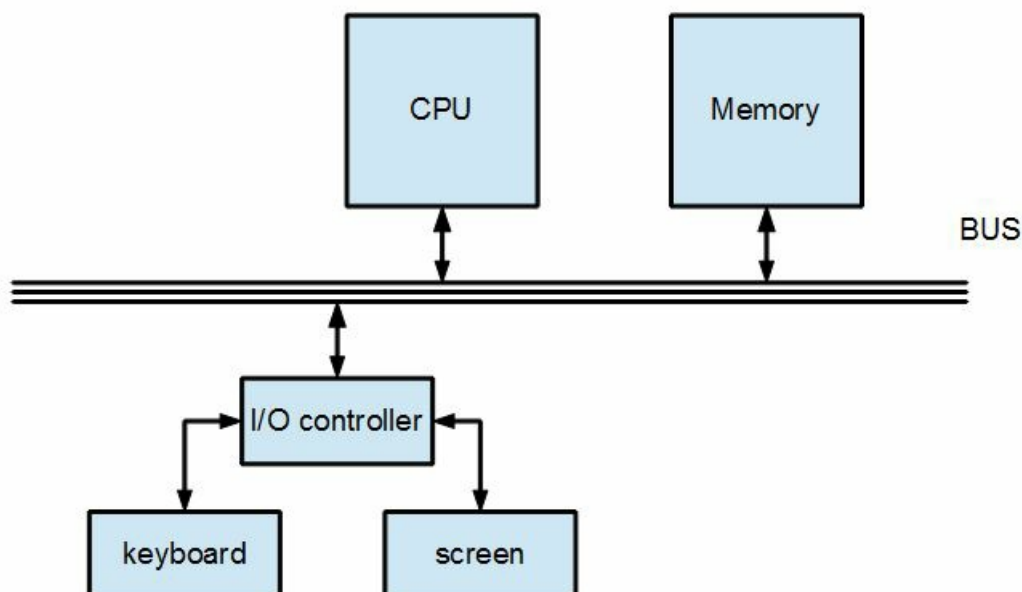 CPU
Memory
BUS
I/O controller
keyboard
screen